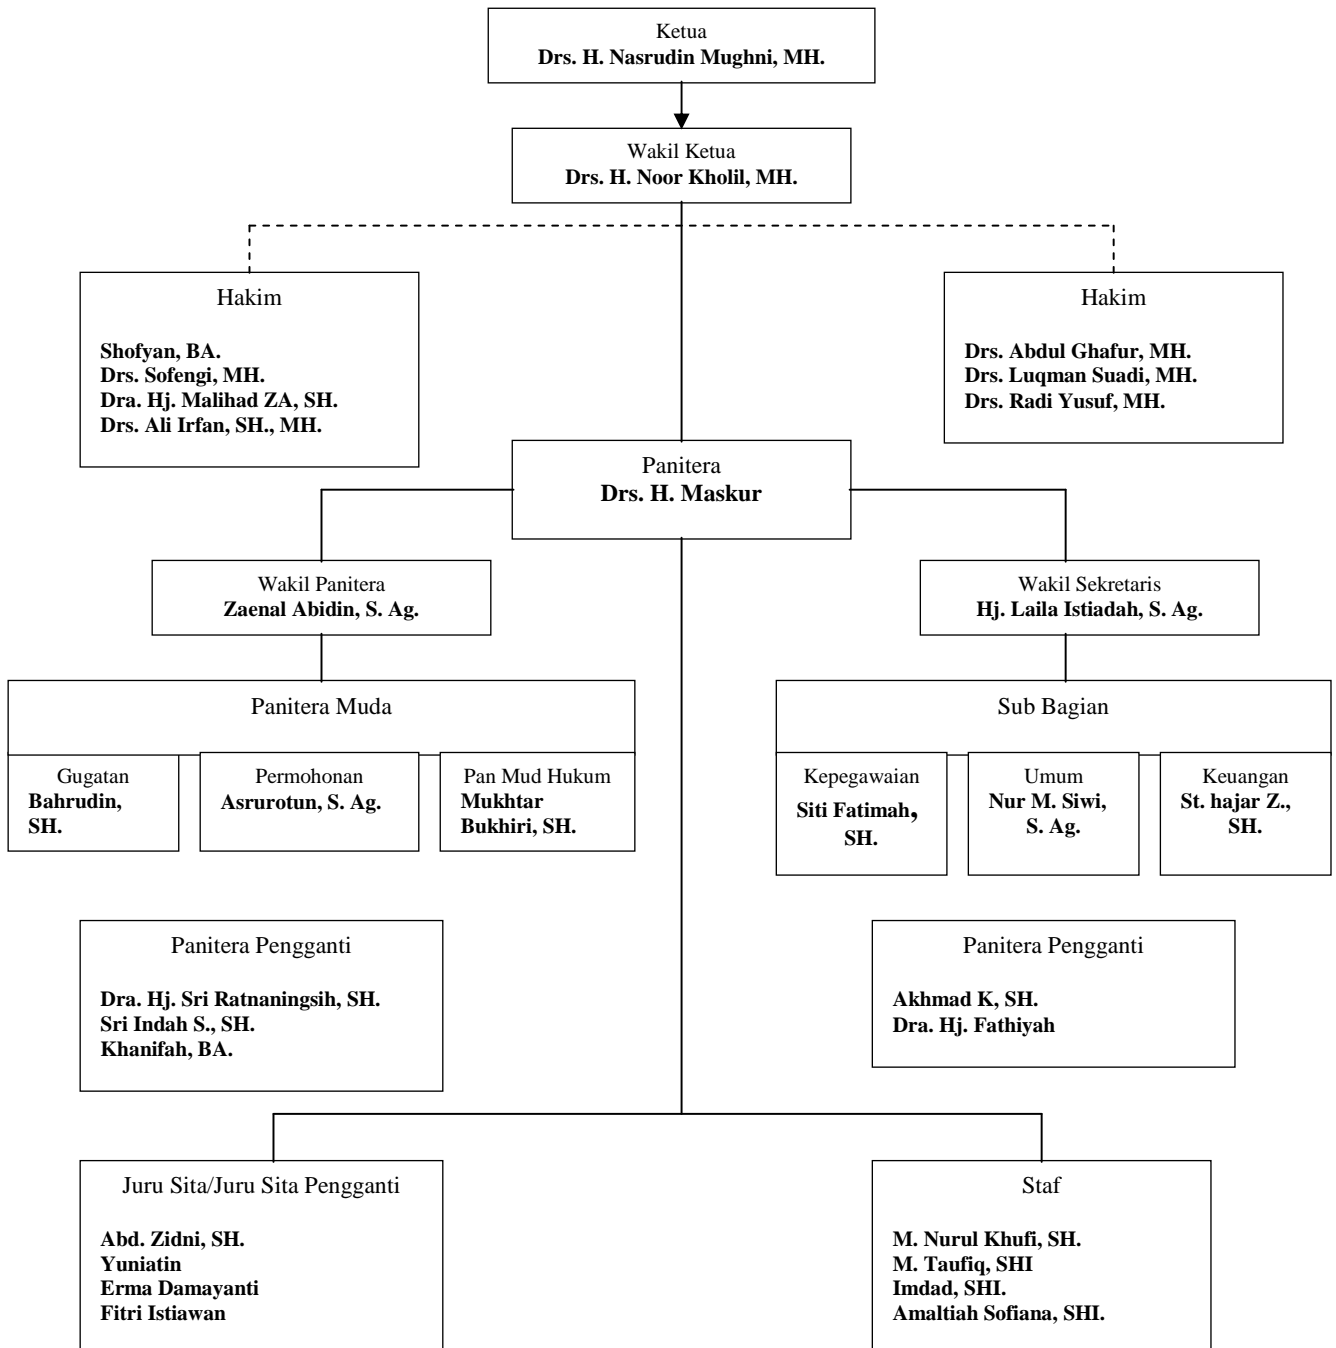 Ketua
Drs. H. Nasrudin Mughni, MH.
Wakil Ketua
Drs. H. Noor Kholil, MH.
Hakim
Shofyan, BA.
Drs. Sofengi, MH.
Dra. Hj. Malihad ZA, SH.
Drs. Ali Irfan, SH., MH.
Hakim
Drs. Abdul Ghafur, MH.
Drs. Luqman Suadi, MH.
Drs. Radi Yusuf, MH.
Panitera
Drs. H. Maskur
Wakil Panitera
Zaenal Abidin, S. Ag.
Wakil Sekretaris
Hj. Laila Istiadah, S. Ag.
Panitera Muda
Gugatan
Bahrudin,
SH.
Permohonan
Asrurotun, S. Ag.
Pan Mud Hukum
Mukhtar
Bukhiri, SH.
Sub Bagian
Kepegawaian
Siti Fatimah,
SH.
Umum
Nur M. Siwi,
S. Ag.
Keuangan
St. hajar Z.,
SH.
Panitera Pengganti
Dra. Hj. Sri Ratnaningsih, SH.
Sri Indah S., SH.
Khanifah, BA.
Panitera Pengganti
Akhmad K, SH.
Dra. Hj. Fathiyah
Juru Sita/Juru Sita Pengganti
Abd. Zidni, SH.
Yuniatin
Erma Damayanti
Fitri Istiawan
Staf
M. Nurul Khufi, SH.
M. Taufiq, SHI
Imdad, SHI.
Amaltiah Sofiana, SHI.